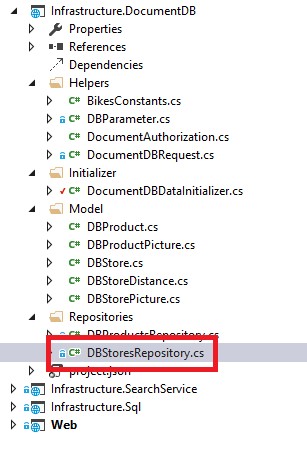 Infrastructure.DocumentDB
Properties
References
Dependencies
Helpers
C# BikesConstants.cs
C# DBParameter.cs
C# DocumentAuthorization.cs
C# DocumentDBRequest.cs
Initializer
C# DocumentDBDataInitializer.cs
Model
C# DBProduct.cs
C# DBProductPicture.cs
C# DBStore.cs
C# DBStoreDistance.cs
C# DBStorePicture.cs
Repositories
C# DBProductsRepository.cs
C# DBStoresRepository.cs
project.json
Infrastructure.SearchService
Infrastructure.Sql
Web